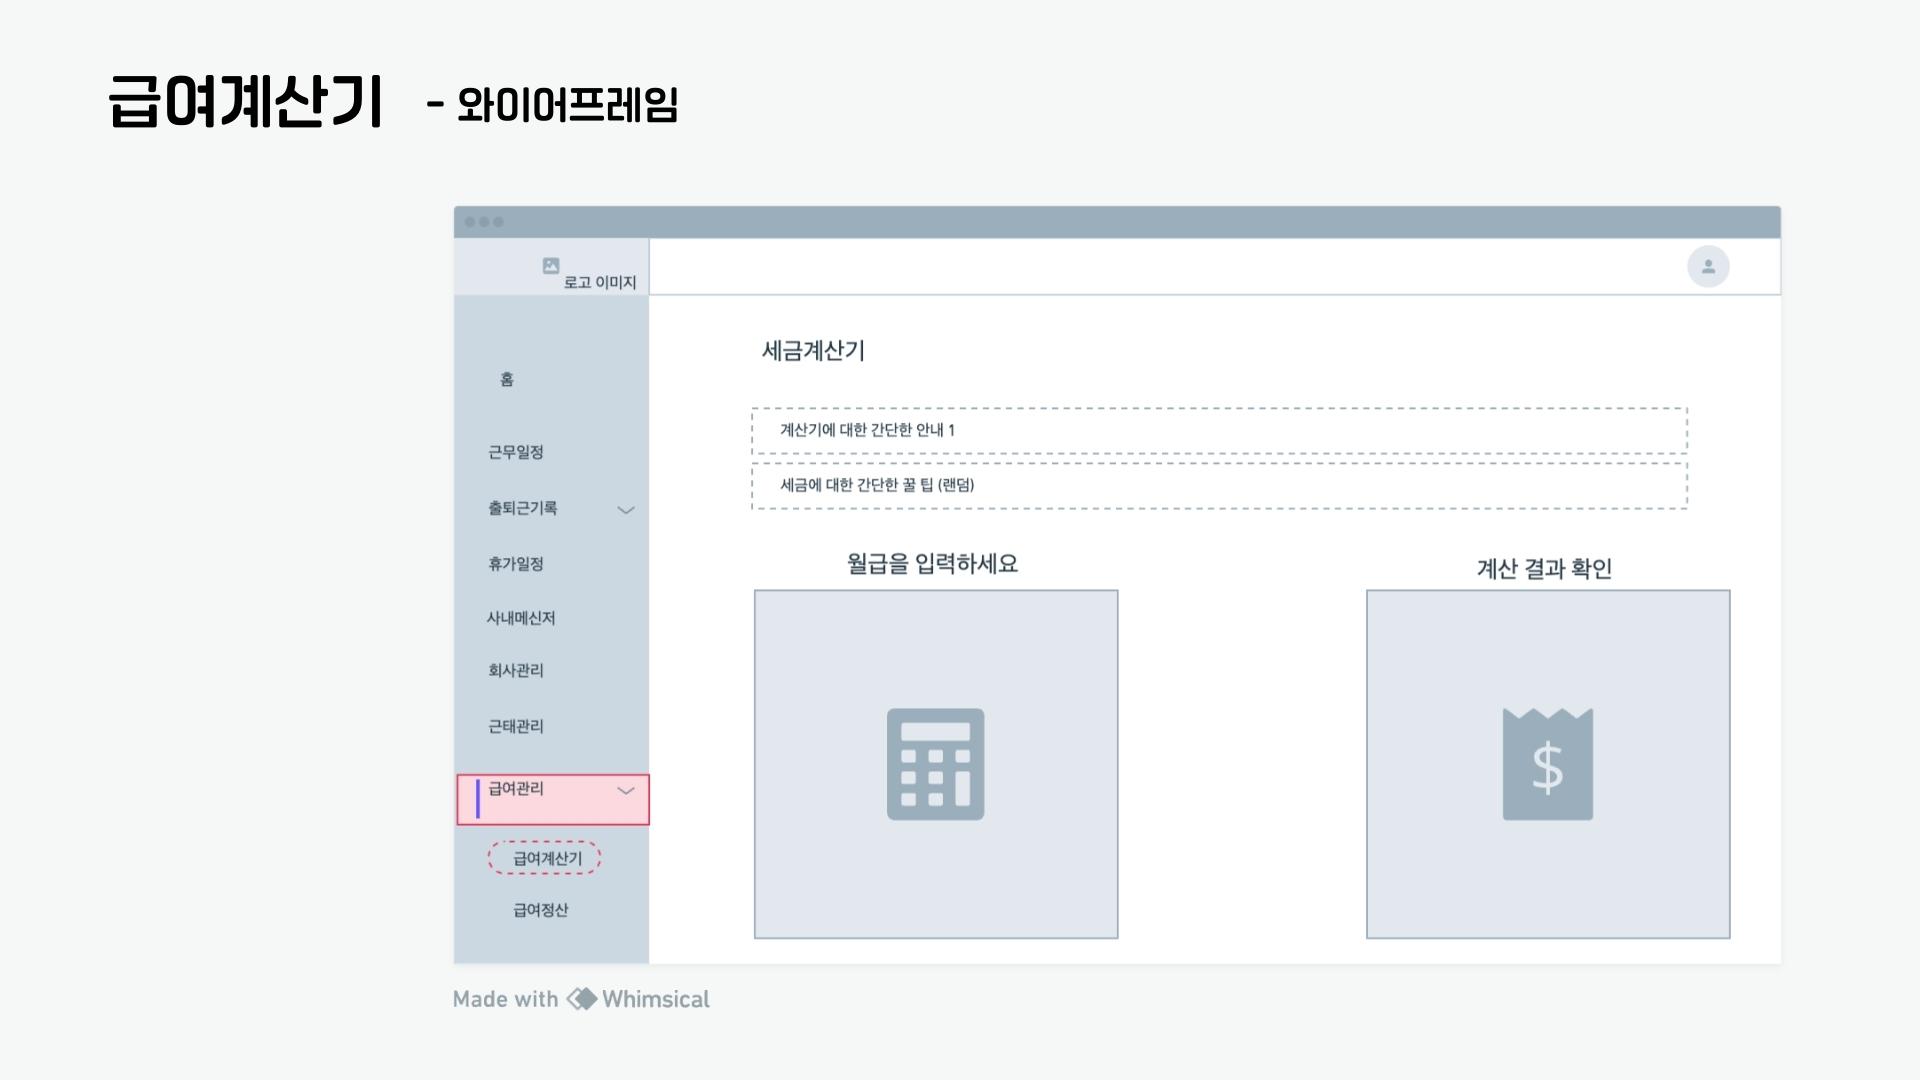 급여계산기 - 와이어프레임
로고 이미지
홈
근무일정
출퇴근기록
휴가일정
사내메신저
회사관리
근태관리
급여관리
급여계산기
급여정산
세금계산기
계산기에 대한 간단한 안내 1
세금에 대한 간단한 꿀 팁 (랜덤)
월급을 입력하세요
계산 결과 확인
$
Made with Whimsical